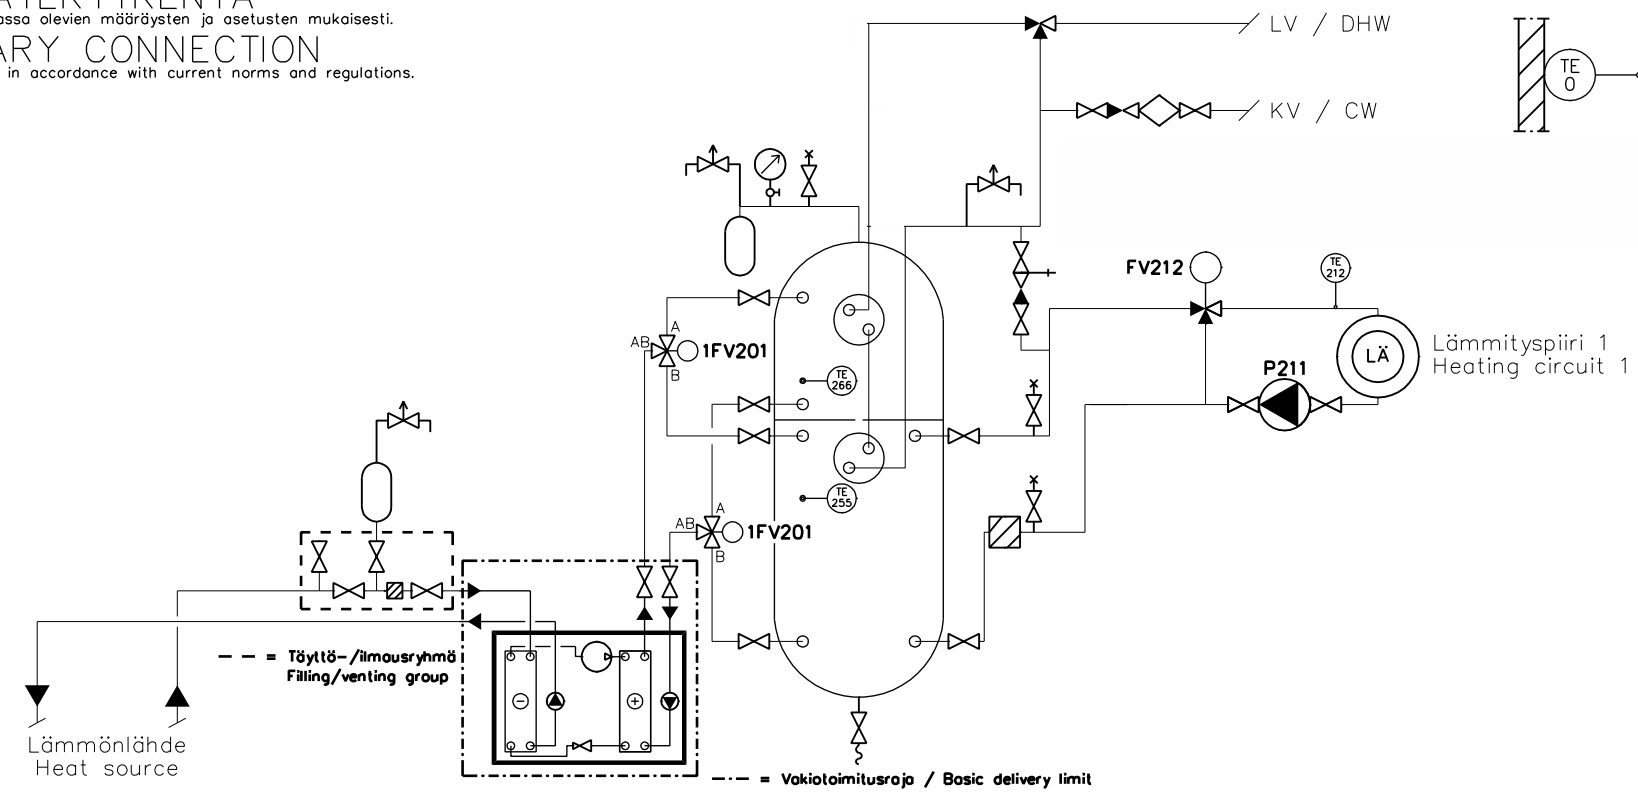 assa olevien määräysten ja asetusten mukaisesti.
ARY CONNECTION
in accordance with current norms and regulations.
LV / DHW
TE
0
KV / CW
FV212
TE
212
A
AB
1FV201
B
TE
266
Lämmityspiiri 1
Heating circuit 1
LÄ
P211
TE
255
A
AB
1FV201
B
= Täyttö-/ilmausryhmä
Filling/venting group
Lämmönlähde
Heat source
= Vakiotoimitusraja / Basic delivery limit